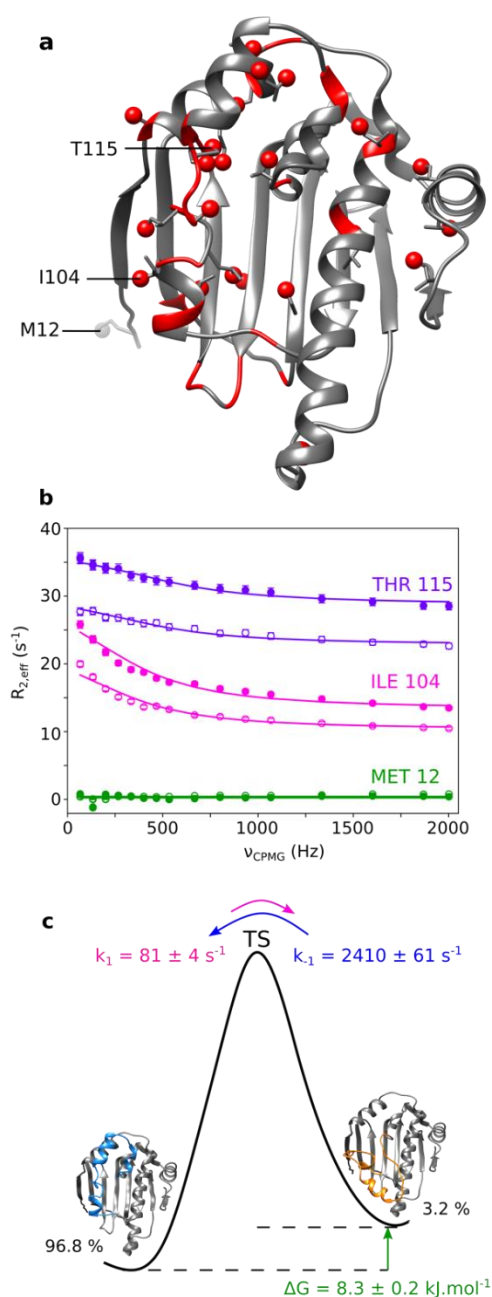 a
T115
I104
M12
b
40
30
20
10
0
R2,eff (s-1)
THR 115
ILE 104
MET 12
0 500 1000 1500 2000
νCPMG (Hz)
c
TS
k1 = 81 ± 4 s-1
k-1 = 2410 ± 61 s-1
96.8 %
3.2 %
ΔG = 8.3 ± 0.2 kJ.mol-1